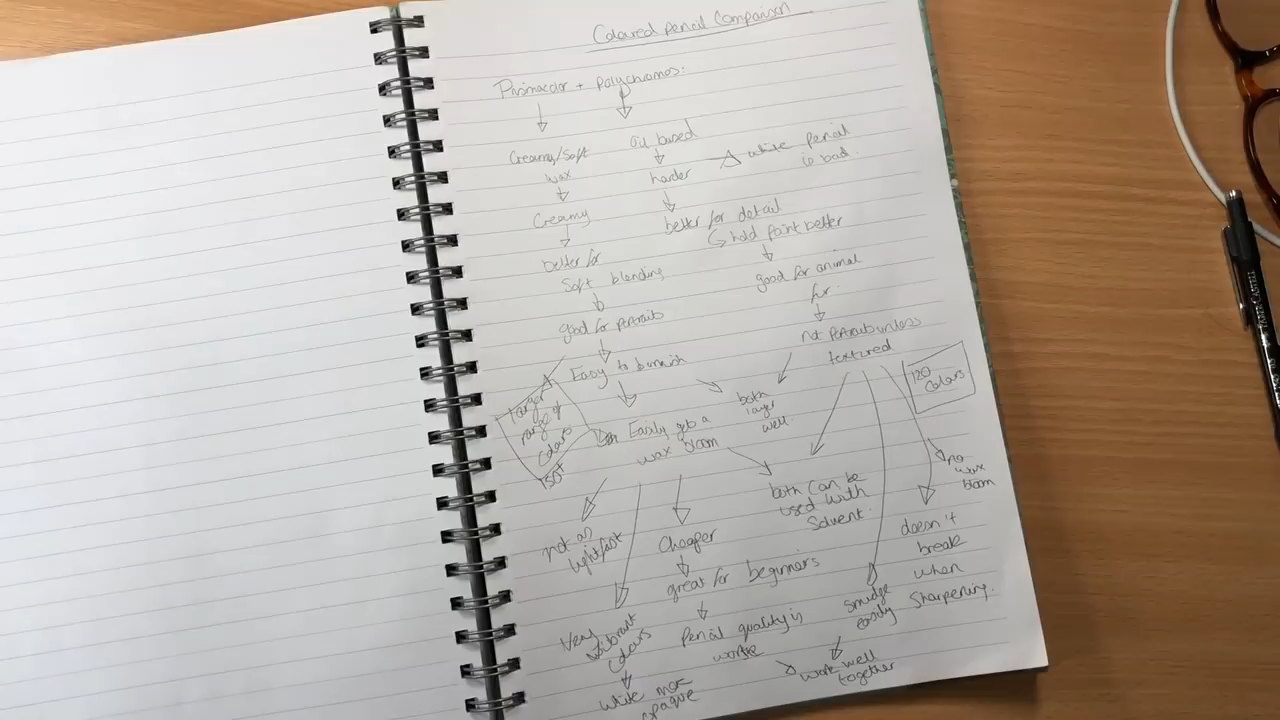 Coloured Pencil Comparison
Prismacolor + Polychromos.
Creamy/Soft
wax
Creamy
better for
Soft blending
good for portraits
Easy to burnish
Easily gets a
wax bloom
Oil based
harder
better for detail
hold point better
good for animal
fur.
not Portraits unless
textured
white pencil
is bad.
Larger
range of
colors
150+
120
Colors
both
layer
well
both can be
used with
Solvent.
no
wax
bloom
not as
lightfast
Cheaper
great for beginners
Pencil quality is
worse
Very
vibrant
colors
white more
opaque
smudge
easily
work well
together
doesn't
break
when
Sharpening.
FABER-CASTELL